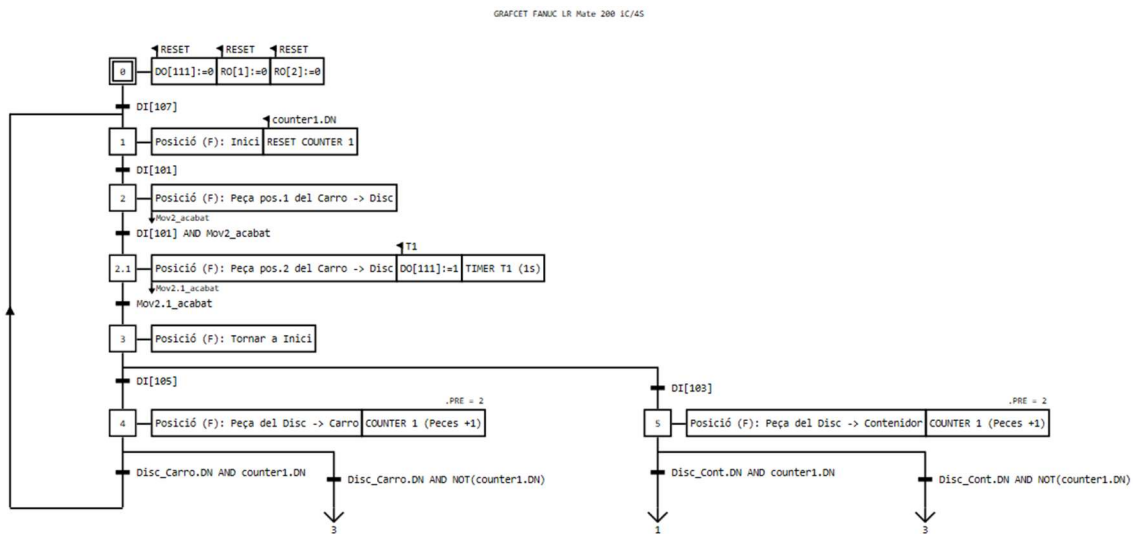 GRAFCET FANUC LR Mate 200 iC/4S
RESET RESET RESET
0 DO[111]:=0 RO[1]:=0 RO[2]:=0
DI[107]
counter1.DN
1 Posició (F): Inici RESET COUNTER 1
DI[101]
2 Posició (F): Peça pos.1 del Carro -> Disc
Mov2_acabat
DI[101] AND Mov2_acabat
T1
2.1 Posició (F): Peça pos.2 del Carro -> Disc DO[111]:=1 TIMER T1 (1s)
Mov2.1_acabat
Mov2.1_acabat
3 Posició (F): Tornar a Inici
DI[105] DI[103]
.PRE = 2 .PRE = 2
4 Posició (F): Peça del Disc -> Carro COUNTER 1 (Peces +1) 5 Posició (F): Peça del Disc -> Contenidor COUNTER 1 (Peces +1)
Disc_Carro.DN AND counter1.DN Disc_Carro.DN AND NOT(counter1.DN) Disc_Cont.DN AND counter1.DN Disc_Cont.DN AND NOT(counter1.DN)
3 1 3